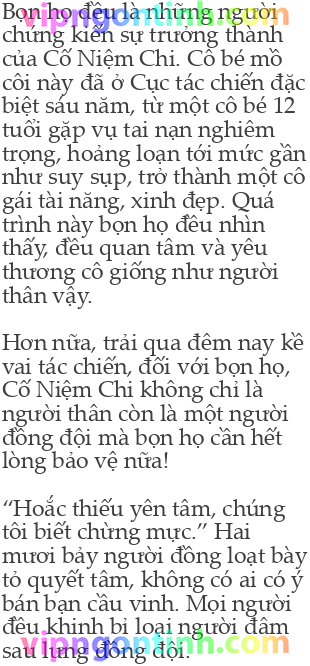 Bọn họ đều là những người
chứng kiến sự trưởng thành
của Cố Niệm Chi. Cô bé mồ
côi này đã ở Cục tác chiến đặc
biệt sáu năm, từ một cô bé 12
tuổi gặp vụ tai nạn nghiêm
trọng, hoảng loạn tới mức gần
như suy sụp, trở thành một cô
gái tài năng, xinh đẹp. Quá
trình này bọn họ đều nhìn
thấy, đều quan tâm và yêu
thương cô giống như người
thân vậy.
Hơn nữa, trải qua đêm nay kề
vai tác chiến, đối với bọn họ,
Cố Niệm Chi không chỉ là
người thân còn là một người
đồng đội mà bọn họ cần hết
lòng bảo vệ nữa!
“Hoắc thiếu yên tâm, chúng
tôi biết chừng mực.” Hai
mươi bảy người đồng loạt bày
tỏ quyết tâm, không có ai có ý
bán bạn cầu vinh. Mọi người
đều khinh bỉ loại người đâm
sau lưng đồng đội.
vipngontinh.com
vipngontinh.com